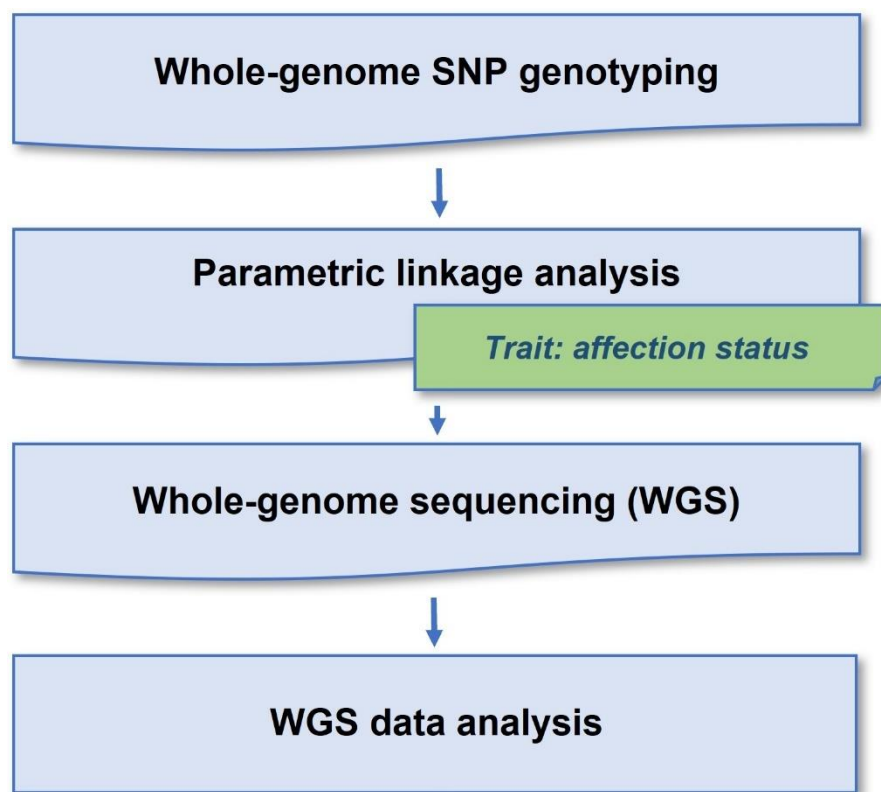 Whole-genome SNP genotyping
Parametric linkage analysis
Trait: affection status
Whole-genome sequencing (WGS)
WGS data analysis